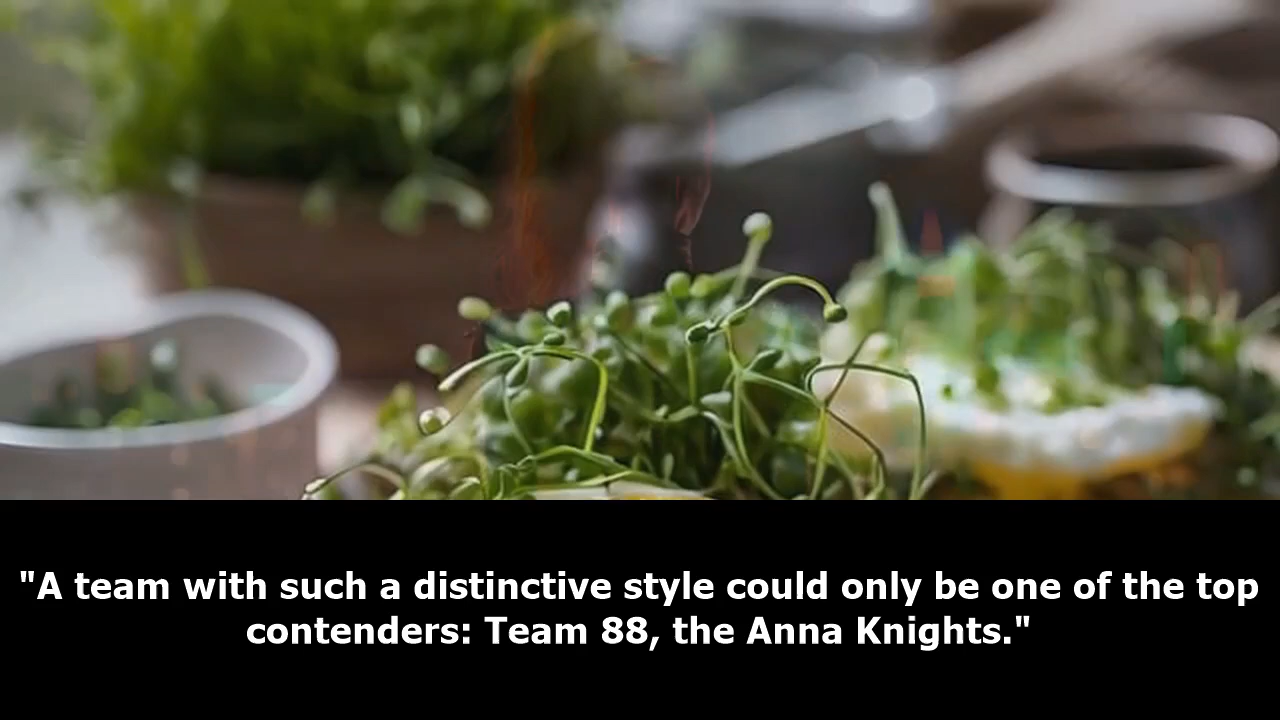 "A team with such a distinctive style could only be one of the top
contenders: Team 88, the Anna Knights."